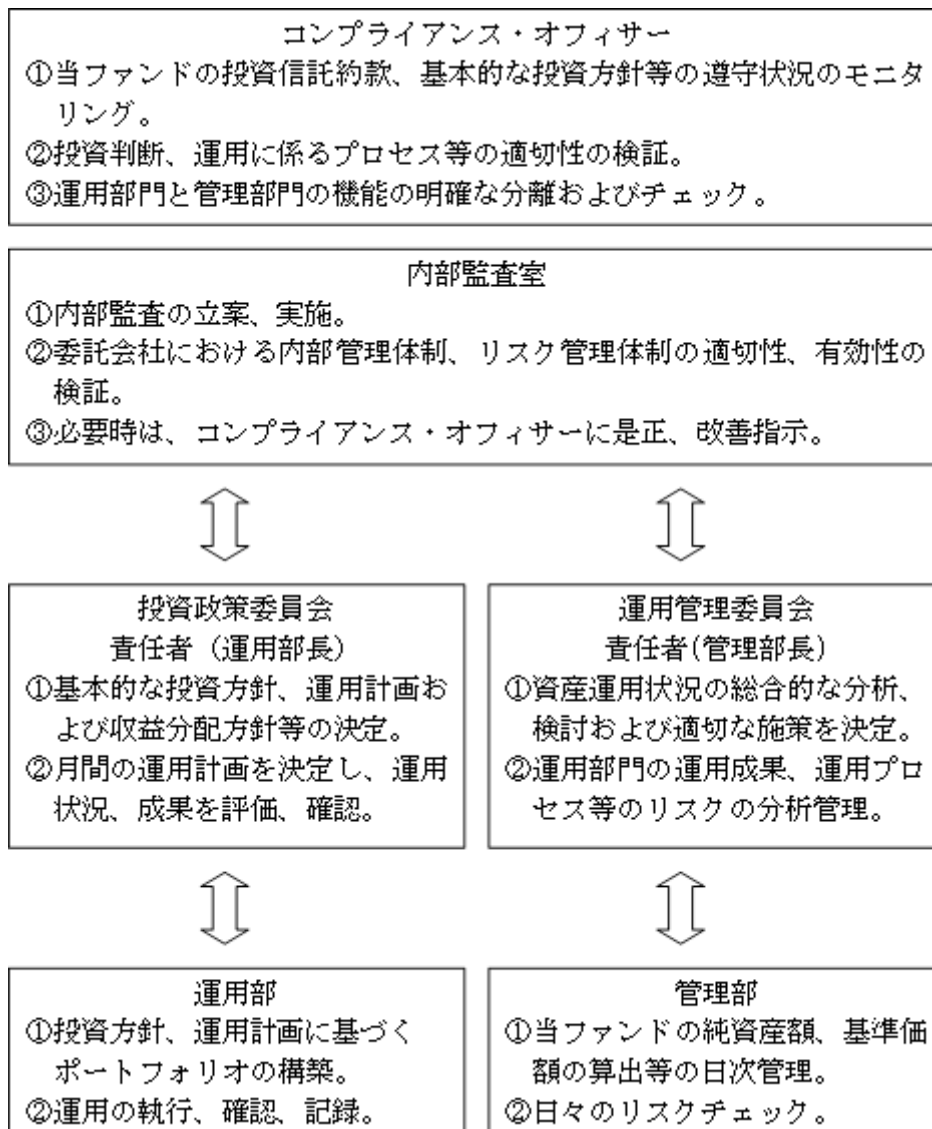 コンプライアンス・オフィサー
①当ファンドの投資信託約款、基本的な投資方針等の遵守状況のモニタ
リング。
②投資判断、運用に係るプロセス等の適切性の検証。
③運用部門と管理部門の機能の明確な分離およびチェック。
内部監査室
①内部監査の立案、実施。
②委託会社における内部管理体制、リスク管理体制の適切性、有効性の
検証。
③必要時は、コンプライアンス・オフィサーに是正、改善指示。
投資政策委員会
責任者（運用部長）
①基本的な投資方針、運用計画お
よび収益分配方針等の決定。
②月間の運用計画を決定し、運用
状況、成果を評価、確認。
運用管理委員会
責任者(管理部長)
①資産運用状況の総合的な分析、
検討および適切な施策を決定。
②運用部門の運用成果、運用プロ
セス等のリスクの分析管理。
運用部
①投資方針、運用計画に基づく
ポートフォリオの構築。
②運用の執行、確認、記録。
管理部
①当ファンドの純資産額、基準価
額の算出等の日次管理。
②日々のリスクチェック。